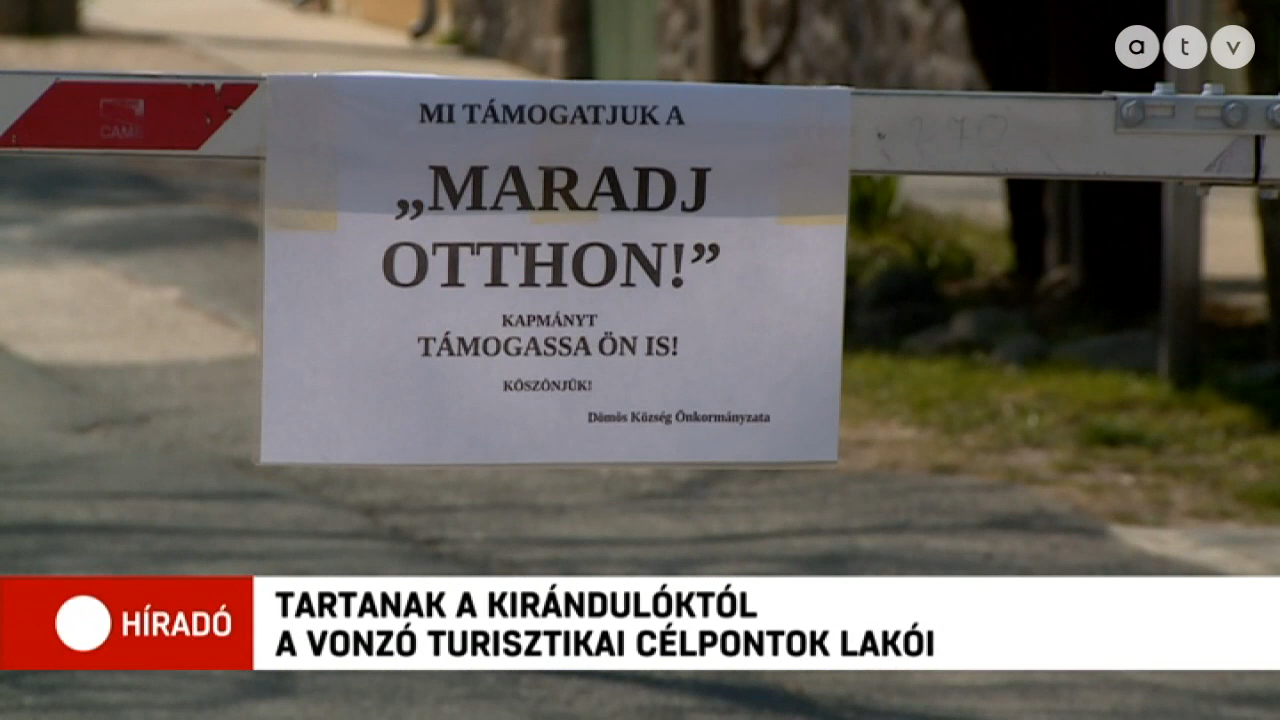 atv
CAME
MI TÁMOGATJUK A
„MARADJ
OTTHON!”
KAPMÁNYT
TÁMOGASSA ÖN IS!
KÖSZÖNJÜK!
Dömös Község Önkormányzata
HÍRADÓ
TARTANAK A KIRÁNDULÓKTÓL
A VONZÓ TURISZTIKAI CÉLPONTOK LAKÓI